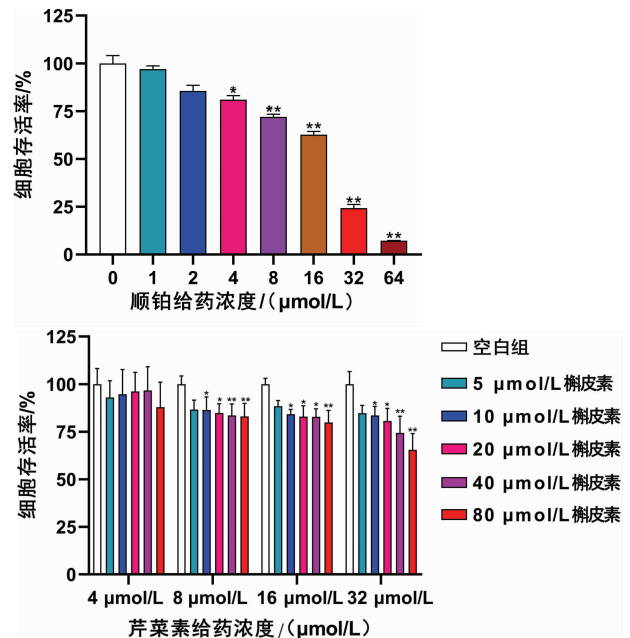 125
100
75
50
25
0
细胞存活率/%
*
**
**
**
**
0 1 2 4 8 16 32 64
顺铂给药浓度/(μmol/L)
125
100
75
50
25
0
细胞存活率/%
* * ** **
* * * **
* * ** **
4 μmol/L 8 μmol/L 16 μmol/L 32 μmol/L
芹菜素给药浓度/(μmol/L)
空白组
5 μmol/L槲皮素
10 μmol/L槲皮素
20 μmol/L槲皮素
40 μmol/L槲皮素
80 μmol/L槲皮素